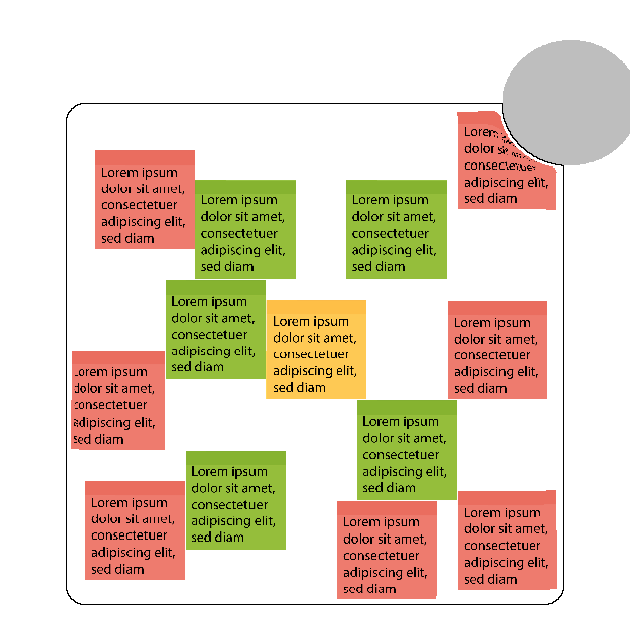 Lorem
dolor
consectetuer
adipiscing elit,
sed diam
Lorem ipsum
dolor sit amet,
consectetuer
adipiscing elit,
sed diam
Lorem ipsum
dolor sit amet,
consectetuer
adipiscing elit,
sed diam
Lorem ipsum
dolor sit amet,
consectetuer
adipiscing elit,
sed diam
Lorem ipsum
dolor sit amet,
consectetuer
adipiscing elit,
sed diam
Lorem ipsum
dolor sit amet,
consectetuer
adipiscing elit,
sed diam
Lorem ipsum
dolor sit amet,
consectetuer
adipiscing elit,
sed diam
Lorem ipsum
dolor sit amet,
consectetuer
adipiscing elit,
sed diam
Lorem ipsum
dolor sit amet,
consectetuer
adipiscing elit,
sed diam
Lorem ipsum
dolor sit amet,
consectetuer
adipiscing elit,
sed diam
Lorem ipsum
dolor sit amet,
consectetuer
adipiscing elit,
sed diam
Lorem ipsum
dolor sit amet,
consectetuer
adipiscing elit,
sed diam
Lorem ipsum
dolor sit amet,
consectetuer
adipiscing elit,
sed diam